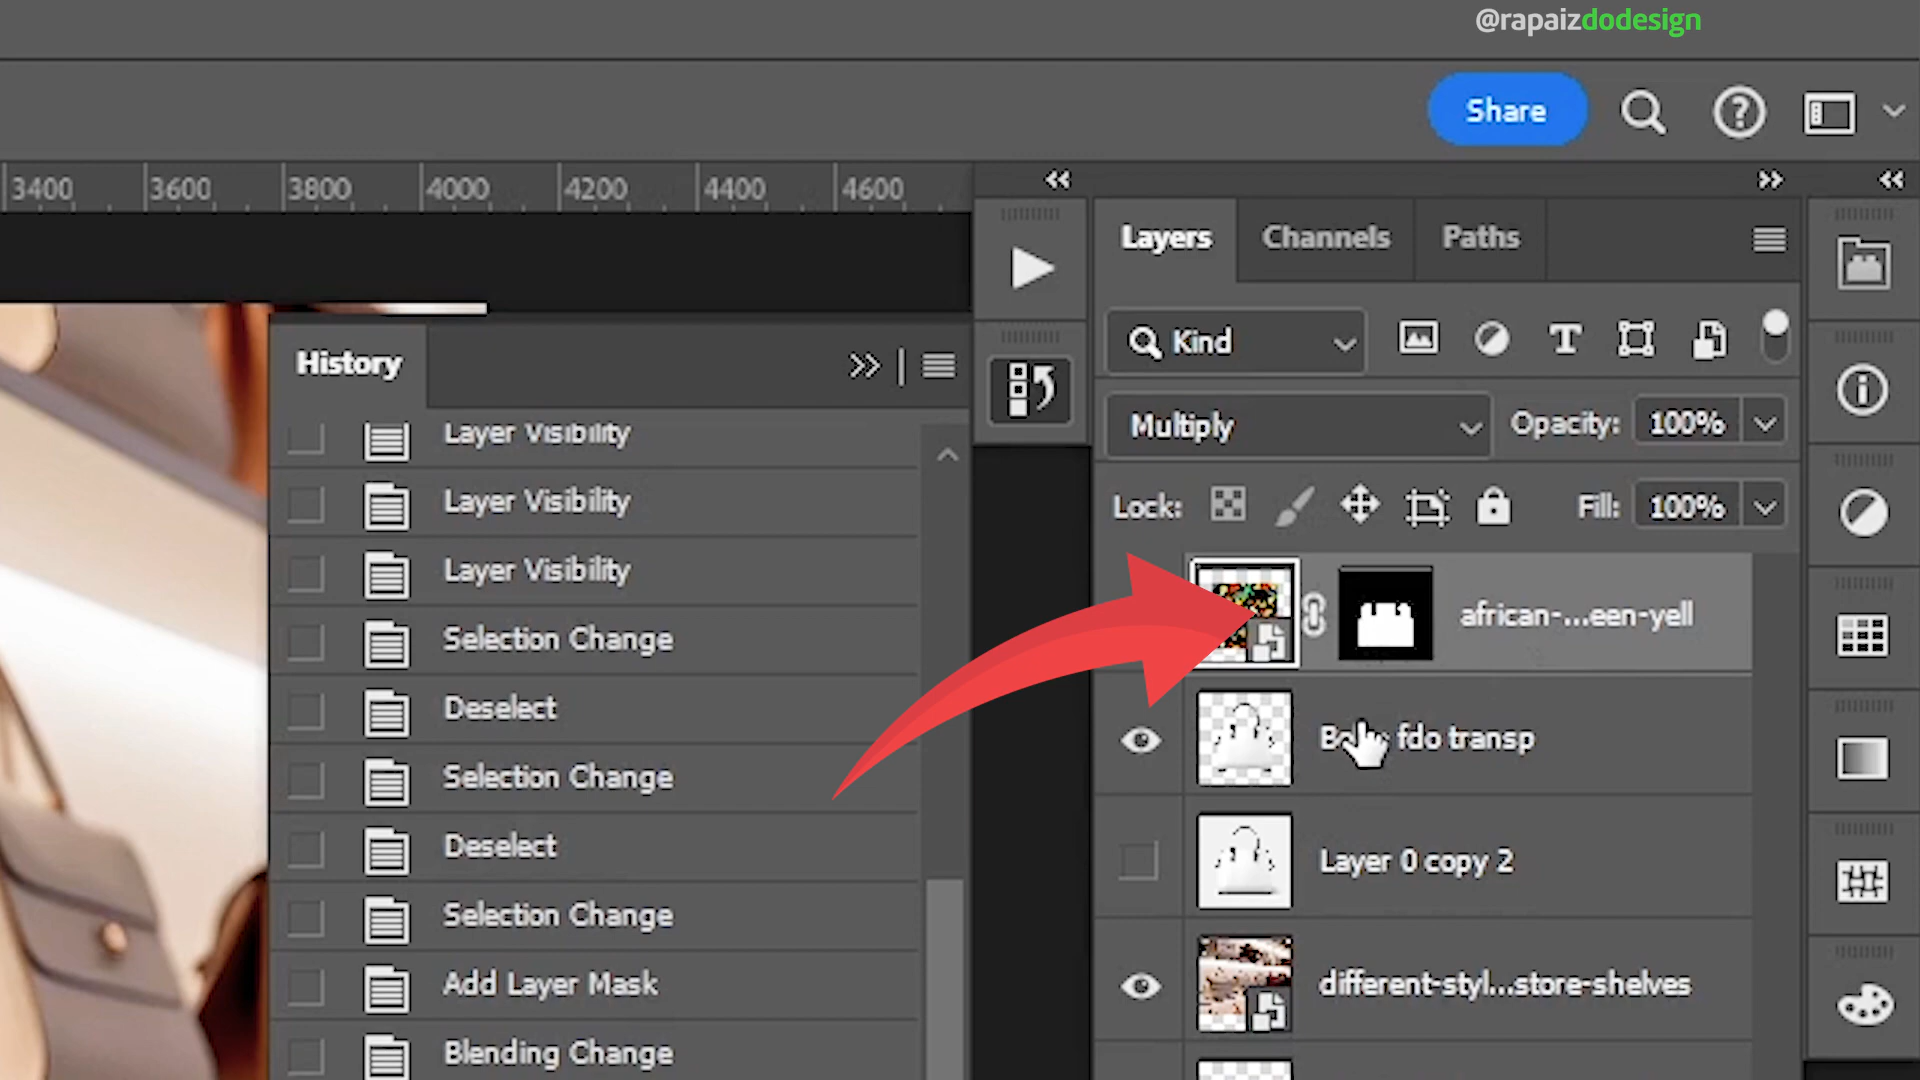 @rapaizdodesign
Share
3400 3600 3800 4000 4200 4400 4600
Layers Channels Paths
Kind
History
Multiply Opacity: 100%
Lock: Fill: 100%
Layer Visibility
Layer Visibility
Layer Visibility
Selection Change
Deselect
Selection Change
Deselect
Selection Change
Add Layer Mask
Blending Change
african-...een-yell
fdo transp
Layer 0 copy 2
different-styl...store-shelves